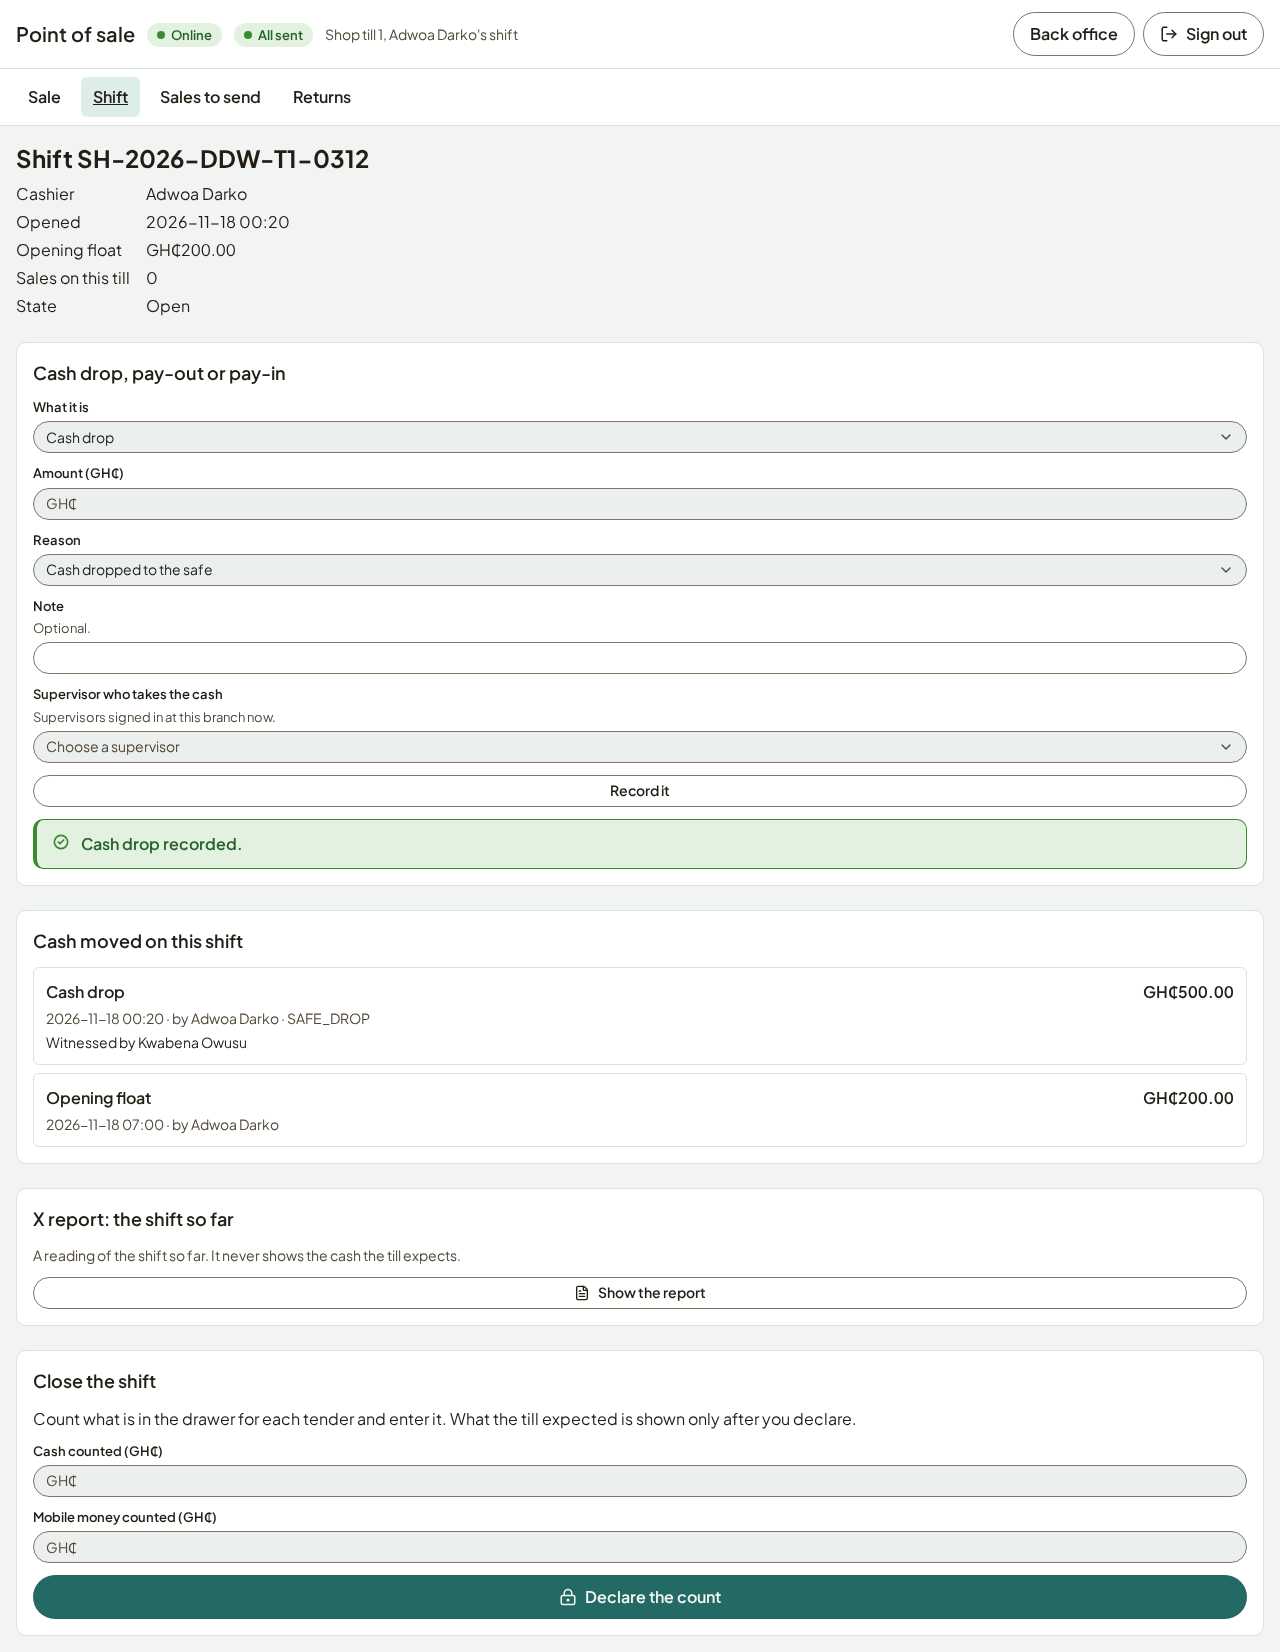 Point of sale
Online
All sent
Shop till 1, Adwoa Darko's shift
Back office
Sign out
Sale
Shift
Sales to send
Returns
Shift SH-2026-DDW-T1-0312
Cashier Adwoa Darko
Opened 2026-11-18 00:20
Opening float GH₵200.00
Sales on this till 0
State Open
Cash drop, pay-out or pay-in
What it is
Cash drop
Amount (GH₵)
GH₵
Reason
Cash dropped to the safe
Note
Optional.
Supervisor who takes the cash
Supervisors signed in at this branch now.
Choose a supervisor
Record it
Cash drop recorded.
Cash moved on this shift
Cash drop GH₵500.00
2026-11-18 00:20 · by Adwoa Darko · SAFE_DROP
Witnessed by Kwabena Owusu
Opening float GH₵200.00
2026-11-18 07:00 · by Adwoa Darko
X report: the shift so far
A reading of the shift so far. It never shows the cash the till expects.
Show the report
Close the shift
Count what is in the drawer for each tender and enter it. What the till expected is shown only after you declare.
Cash counted (GH₵)
GH₵
Mobile money counted (GH₵)
GH₵
Declare the count